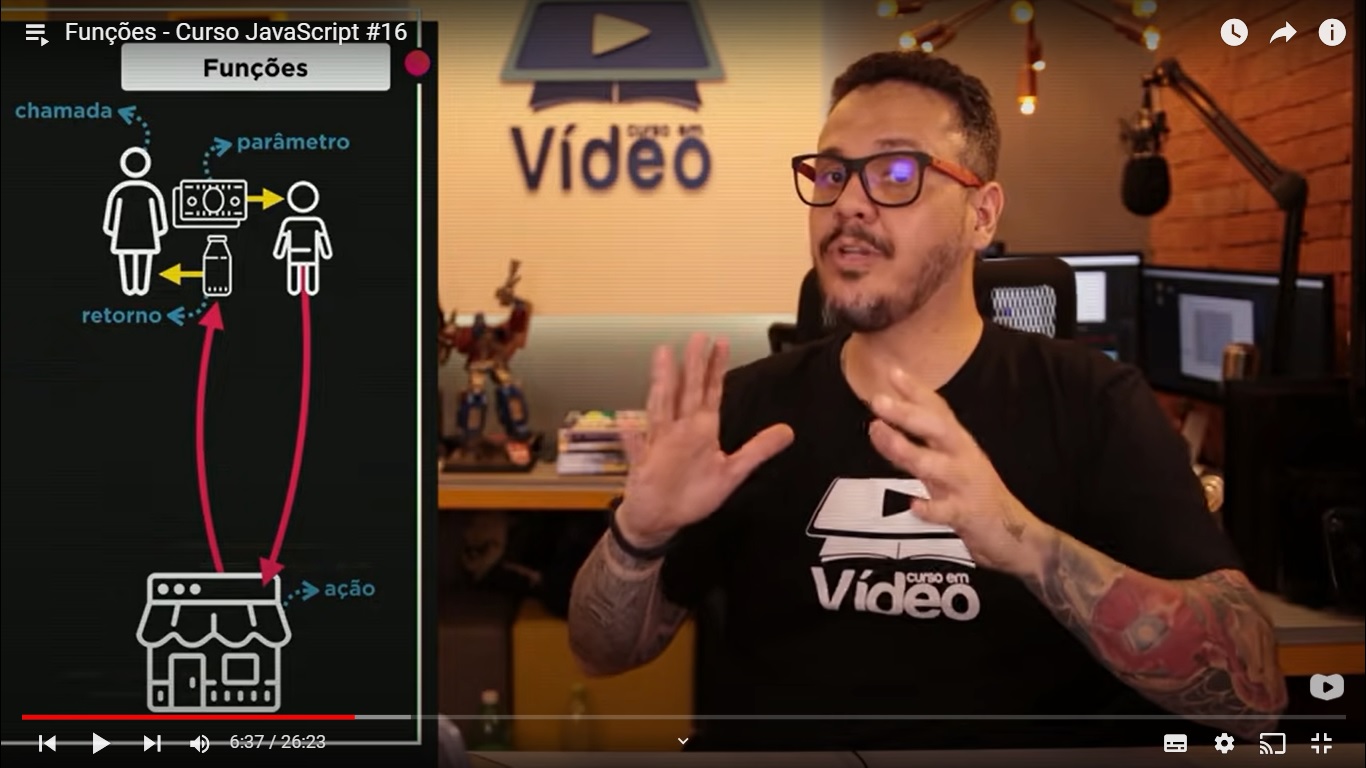 Funções - Curso JavaScript #16
Funções
chamada
parâmetro
retorno
ação
curso em
Vídeo
curso em
Vídeo
6:37 / 26:23